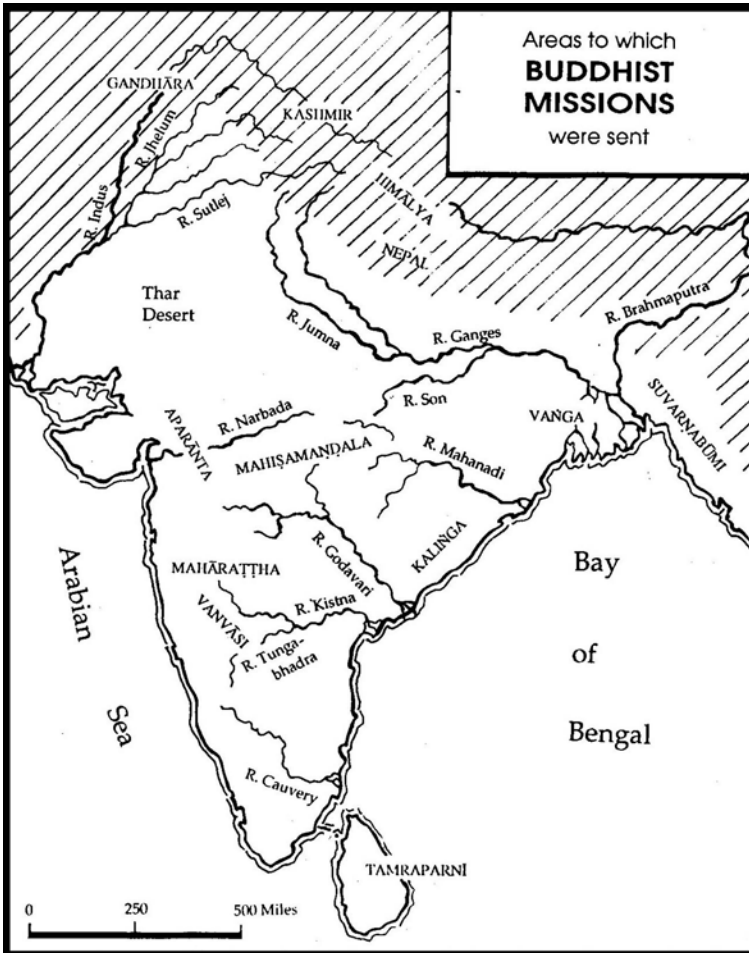 Areas to which
BUDDHIST
MISSIONS
were sent
GANDHĀRA
KASHMIR
R. Jhelum
R. Indus
R. Sutlej
HIMĀLYA
NEPAL
Thar
Desert
R. Jumna
R. Ganges
R. Brahmaputra
R. Son
SUVARṆABŪMI
APARĀNTA
R. Narbada
VAṄGA
MAHIṢAMAṆḌALA
R. Mahanadi
KALIṄGA
R. Godavari
MAHĀRAṬṬHA
VANVĀSI
R. Kistna
R. Tunga-
bhadra
Arabian
Sea
Bay
of
Bengal
R. Cauvery
TAMRAPARNĪ
0 250 500 Miles